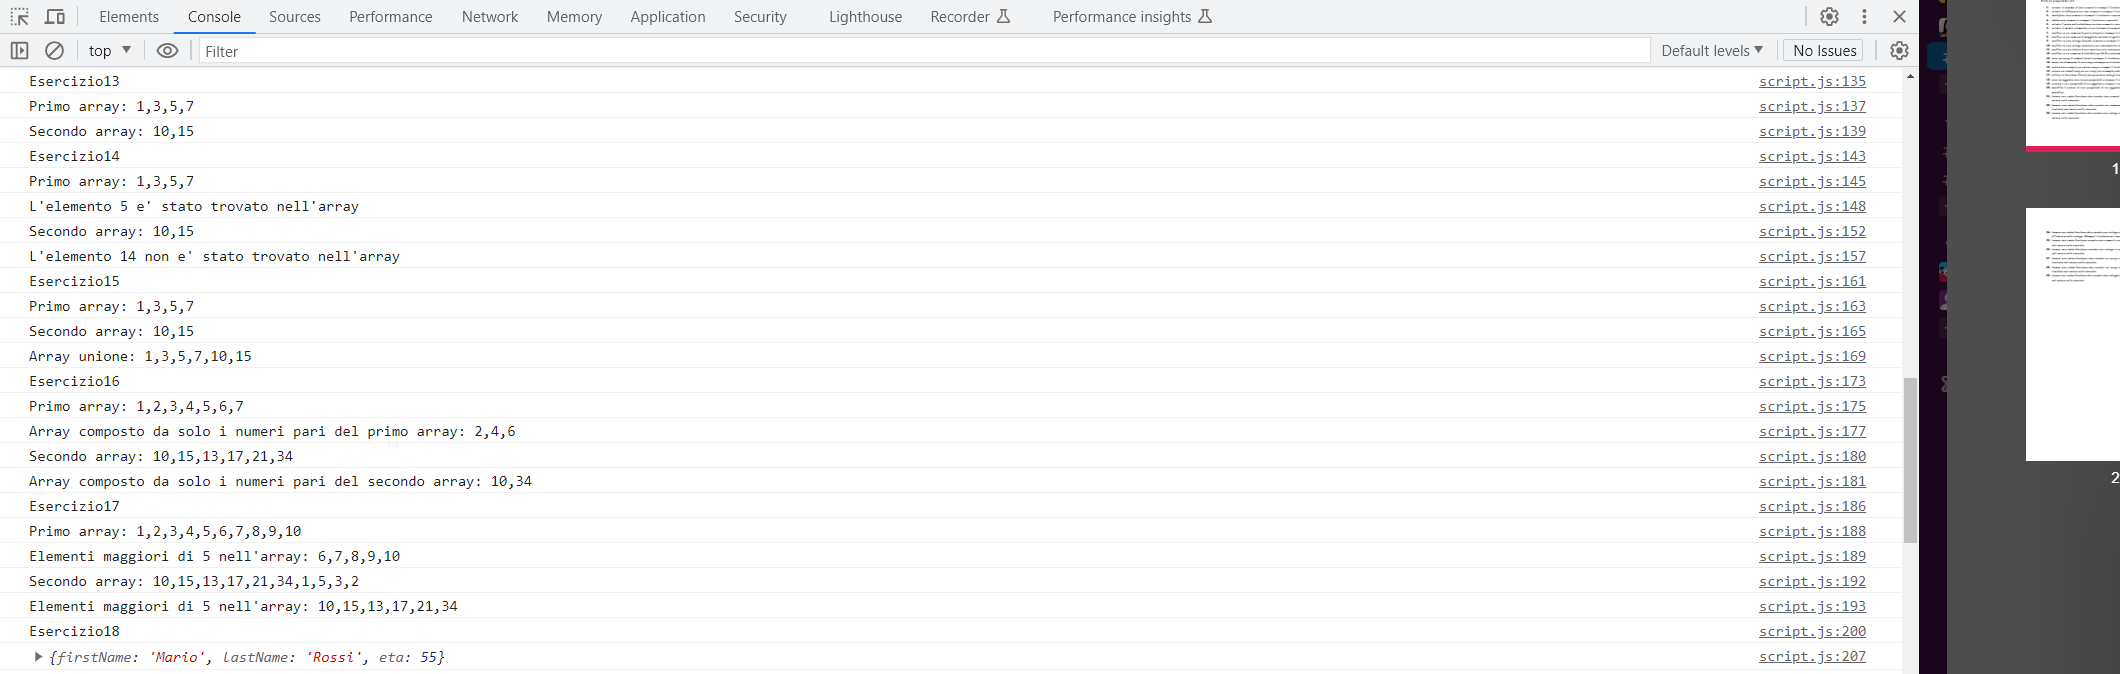 Elements Console Sources Performance Network Memory Application Security Lighthouse Recorder Performance insights
top Filter Default levels No Issues
Esercizio13 script.js:135
Primo array: 1,3,5,7 script.js:137
Secondo array: 10,15 script.js:139
Esercizio14 script.js:143
Primo array: 1,3,5,7 script.js:145
L'elemento 5 e' stato trovato nell'array script.js:148
Secondo array: 10,15 script.js:152
L'elemento 14 non e' stato trovato nell'array script.js:157
Esercizio15 script.js:161
Primo array: 1,3,5,7 script.js:163
Secondo array: 10,15 script.js:165
Array unione: 1,3,5,7,10,15 script.js:169
Esercizio16 script.js:173
Primo array: 1,2,3,4,5,6,7 script.js:175
Array composto da solo i numeri pari del primo array: 2,4,6 script.js:177
Secondo array: 10,15,13,17,21,34 script.js:180
Array composto da solo i numeri pari del secondo array: 10,34 script.js:181
Esercizio17 script.js:186
Primo array: 1,2,3,4,5,6,7,8,9,10 script.js:188
Elementi maggiori di 5 nell'array: 6,7,8,9,10 script.js:189
Secondo array: 10,15,13,17,21,34,1,5,3,2 script.js:192
Elementi maggiori di 5 nell'array: 10,15,13,17,21,34 script.js:193
Esercizio18 script.js:200
{firstName: 'Mario', lastName: 'Rossi', eta: 55} script.js:207
1
2